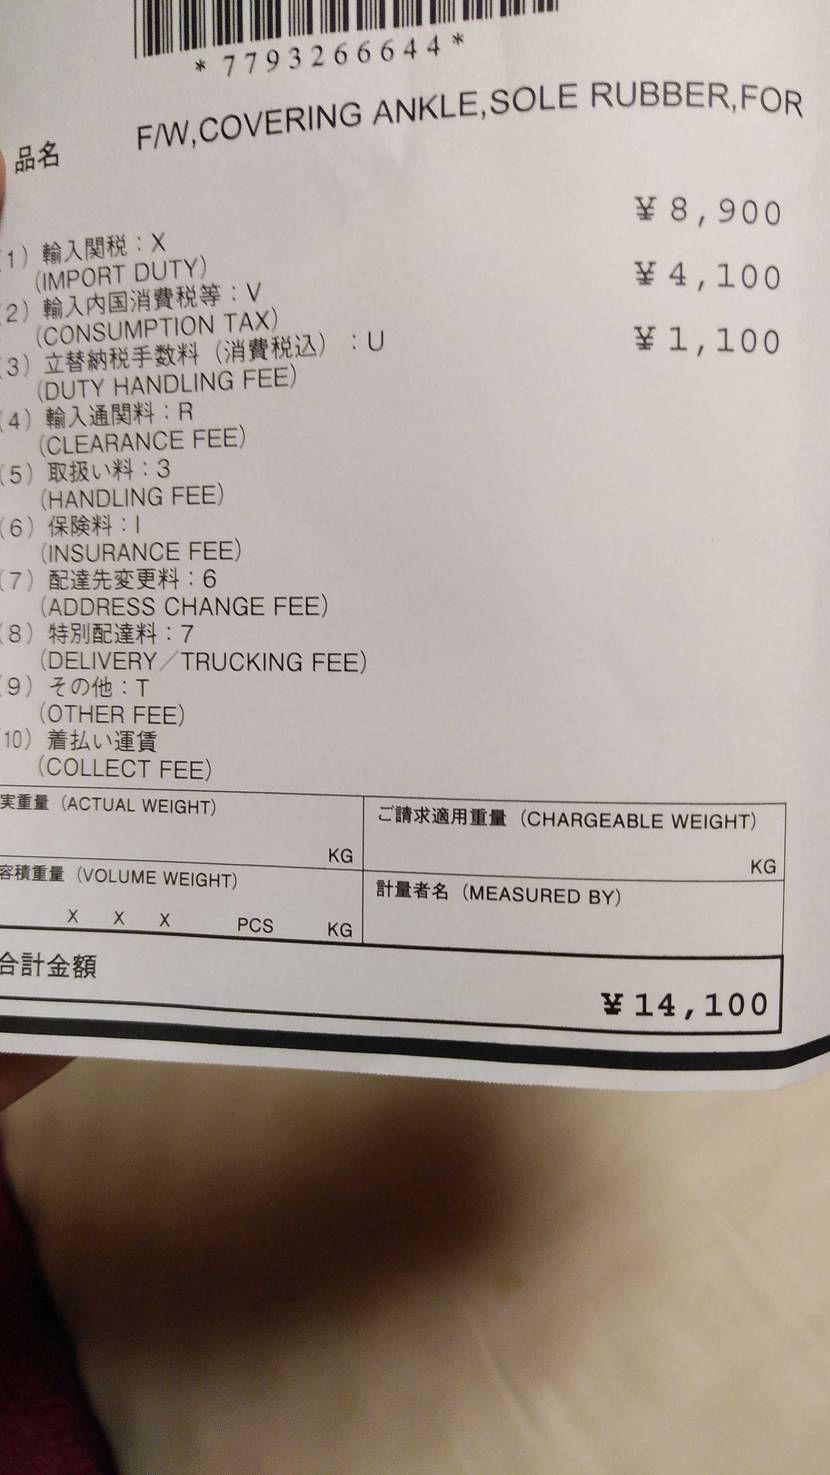 *7793266644*
品名 F/W,COVERING ANKLE,SOLE RUBBER,FOR
(1) 輸入関税：X ¥8,900
(IMPORT DUTY)
(2) 輸入内国消費税等：V ¥4,100
(CONSUMPTION TAX)
(3) 立替納税手数料（消費税込）：U ¥1,100
(DUTY HANDLING FEE)
(4) 輸入通関料：R
(CLEARANCE FEE)
(5) 取扱い料：3
(HANDLING FEE)
(6) 保険料：I
(INSURANCE FEE)
(7) 配達先変更料：6
(ADDRESS CHANGE FEE)
(8) 特別配達料：7
(DELIVERY／TRUCKING FEE)
(9) その他：T
(OTHER FEE)
(10) 着払い運賃
(COLLECT FEE)
実重量 (ACTUAL WEIGHT)
KG
ご請求適用重量 (CHARGEABLE WEIGHT)
KG
容積重量 (VOLUME WEIGHT)
X X X PCS KG
計量者名 (MEASURED BY)
合計金額 ¥14,100